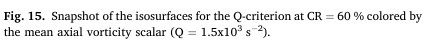 Fig. 15. Snapshot of the isosurfaces for the Q-criterion at CR = 60 % colored by
the mean axial vorticity scalar (Q = 1.5x10³ s⁻²).